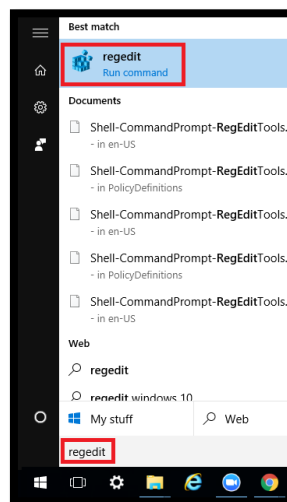 Best match
regedit
Run command
Documents
Shell-CommandPrompt-RegEditTools.
- in en-US
Shell-CommandPrompt-RegEditTools.
- in PolicyDefinitions
Shell-CommandPrompt-RegEditTools.
- in en-US
Shell-CommandPrompt-RegEditTools.
- in PolicyDefinitions
Shell-CommandPrompt-RegEditTools.
- in en-US
Web
regedit
regedit windows 10
My stuff
Web
regedit